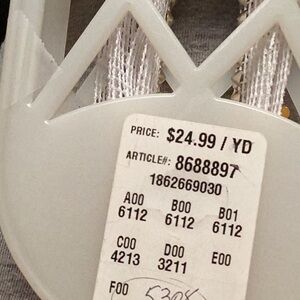 PRICE: $24.99 / YD
ARTICLE#: 8688897
1862669030
A00 B00 B01
6112 6112 6112
C00 D00 E00
4213 3211
F00